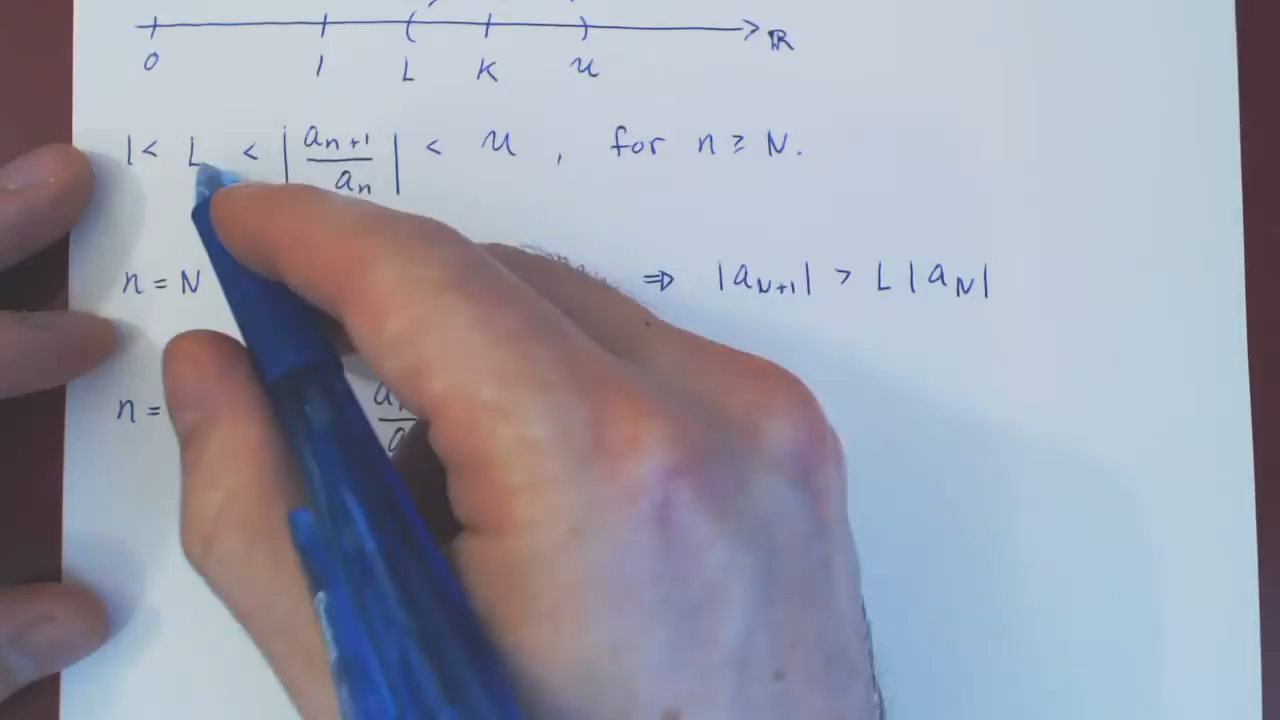 ℝ
0 1 L K u
1 < L < | a_{n+1} / a_n | < u , for n ≥ N.
n = N ⇒ |a_{N+1}| > L |a_N|
n =